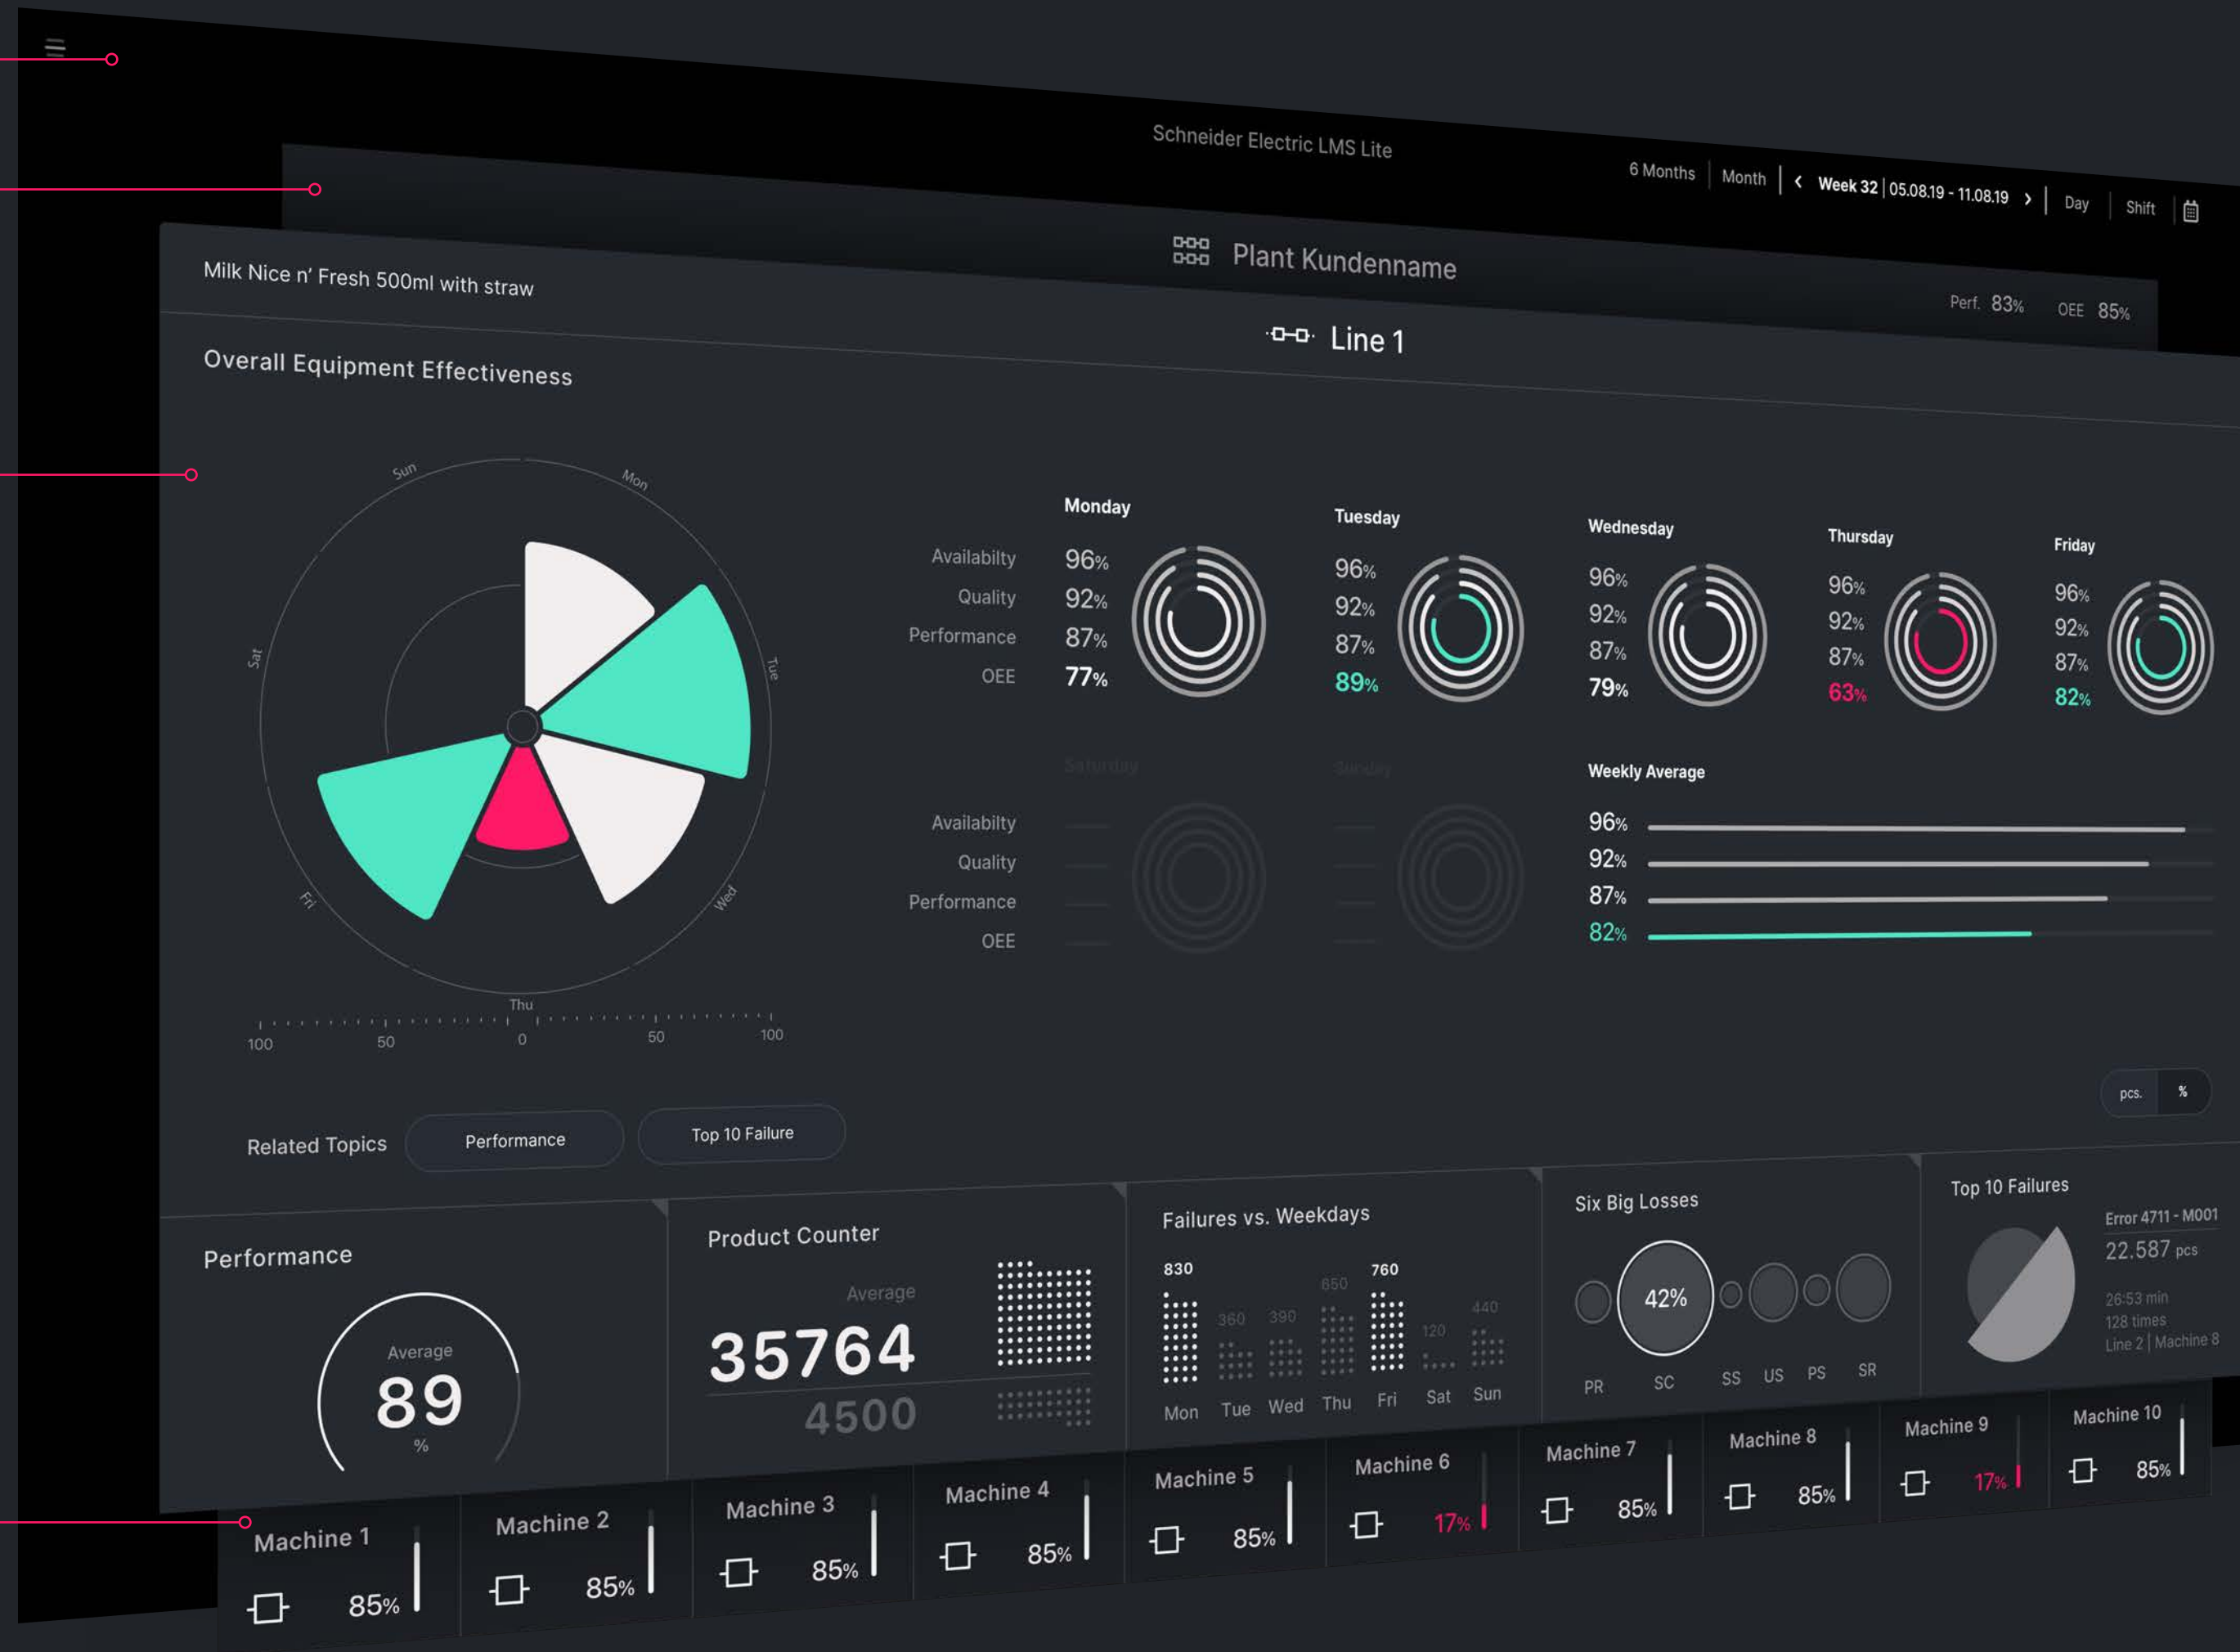 Schneider Electric LMS Lite
6 Months Month < Week 32 | 05.08.19 - 11.08.19 > Day Shift
Plant Kundenname
Perf. 83% OEE 85%
Milk Nice n' Fresh 500ml with straw
Line 1
Overall Equipment Effectiveness
Sun
Mon
Tue
Wed
Thu
Fri
Sat
100 50 0 50 100
Monday Tuesday Wednesday Thursday Friday
Availabilty 96% 96% 96% 96% 96%
Quality 92% 92% 92% 92% 92%
Performance 87% 87% 87% 87% 87%
OEE 77% 89% 79% 63% 82%
Saturday Sunday Weekly Average
Availabilty 96%
Quality 92%
Performance 87%
OEE 82%
pcs. %
Related Topics Performance Top 10 Failure
Performance
Average
89
%
Product Counter
Average
35764
4500
Failures vs. Weekdays
830 360 390 650 760 120 440
Mon Tue Wed Thu Fri Sat Sun
Six Big Losses
42%
PR SC SS US PS SR
Top 10 Failures
Error 4711 - M001
22.587 pcs
26:53 min
128 times
Line 2 | Machine 8
Machine 1
85%
Machine 2
85%
Machine 3
85%
Machine 4
85%
Machine 5
85%
Machine 6
17%
Machine 7
85%
Machine 8
85%
Machine 9
17%
Machine 10
85%